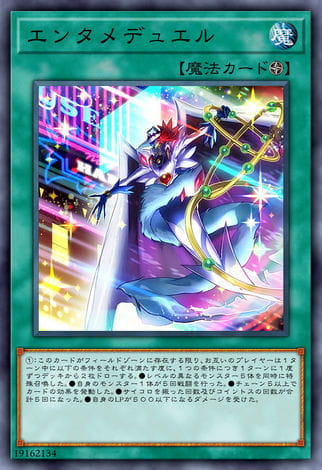 エンタメデュエル
魔
【魔法カード】
①:このカードがフィールドゾーンに存在する限り、お互いのプレイヤーは1タ
ーン中に以下の条件をそれぞれ満たす度に、1つの条件につき1ターンに1度
ずつデッキから2枚ドローする。●レベルの異なるモンスター5体を同時に特
殊召喚した。●自身のモンスター1体が5回戦闘を行った。●チェーン5以上で
カードの効果を発動した。●サイコロを振った回数及びコイントスの回数が合
計5回になった。●自身のLPが500以下になるダメージを受けた。
19162134